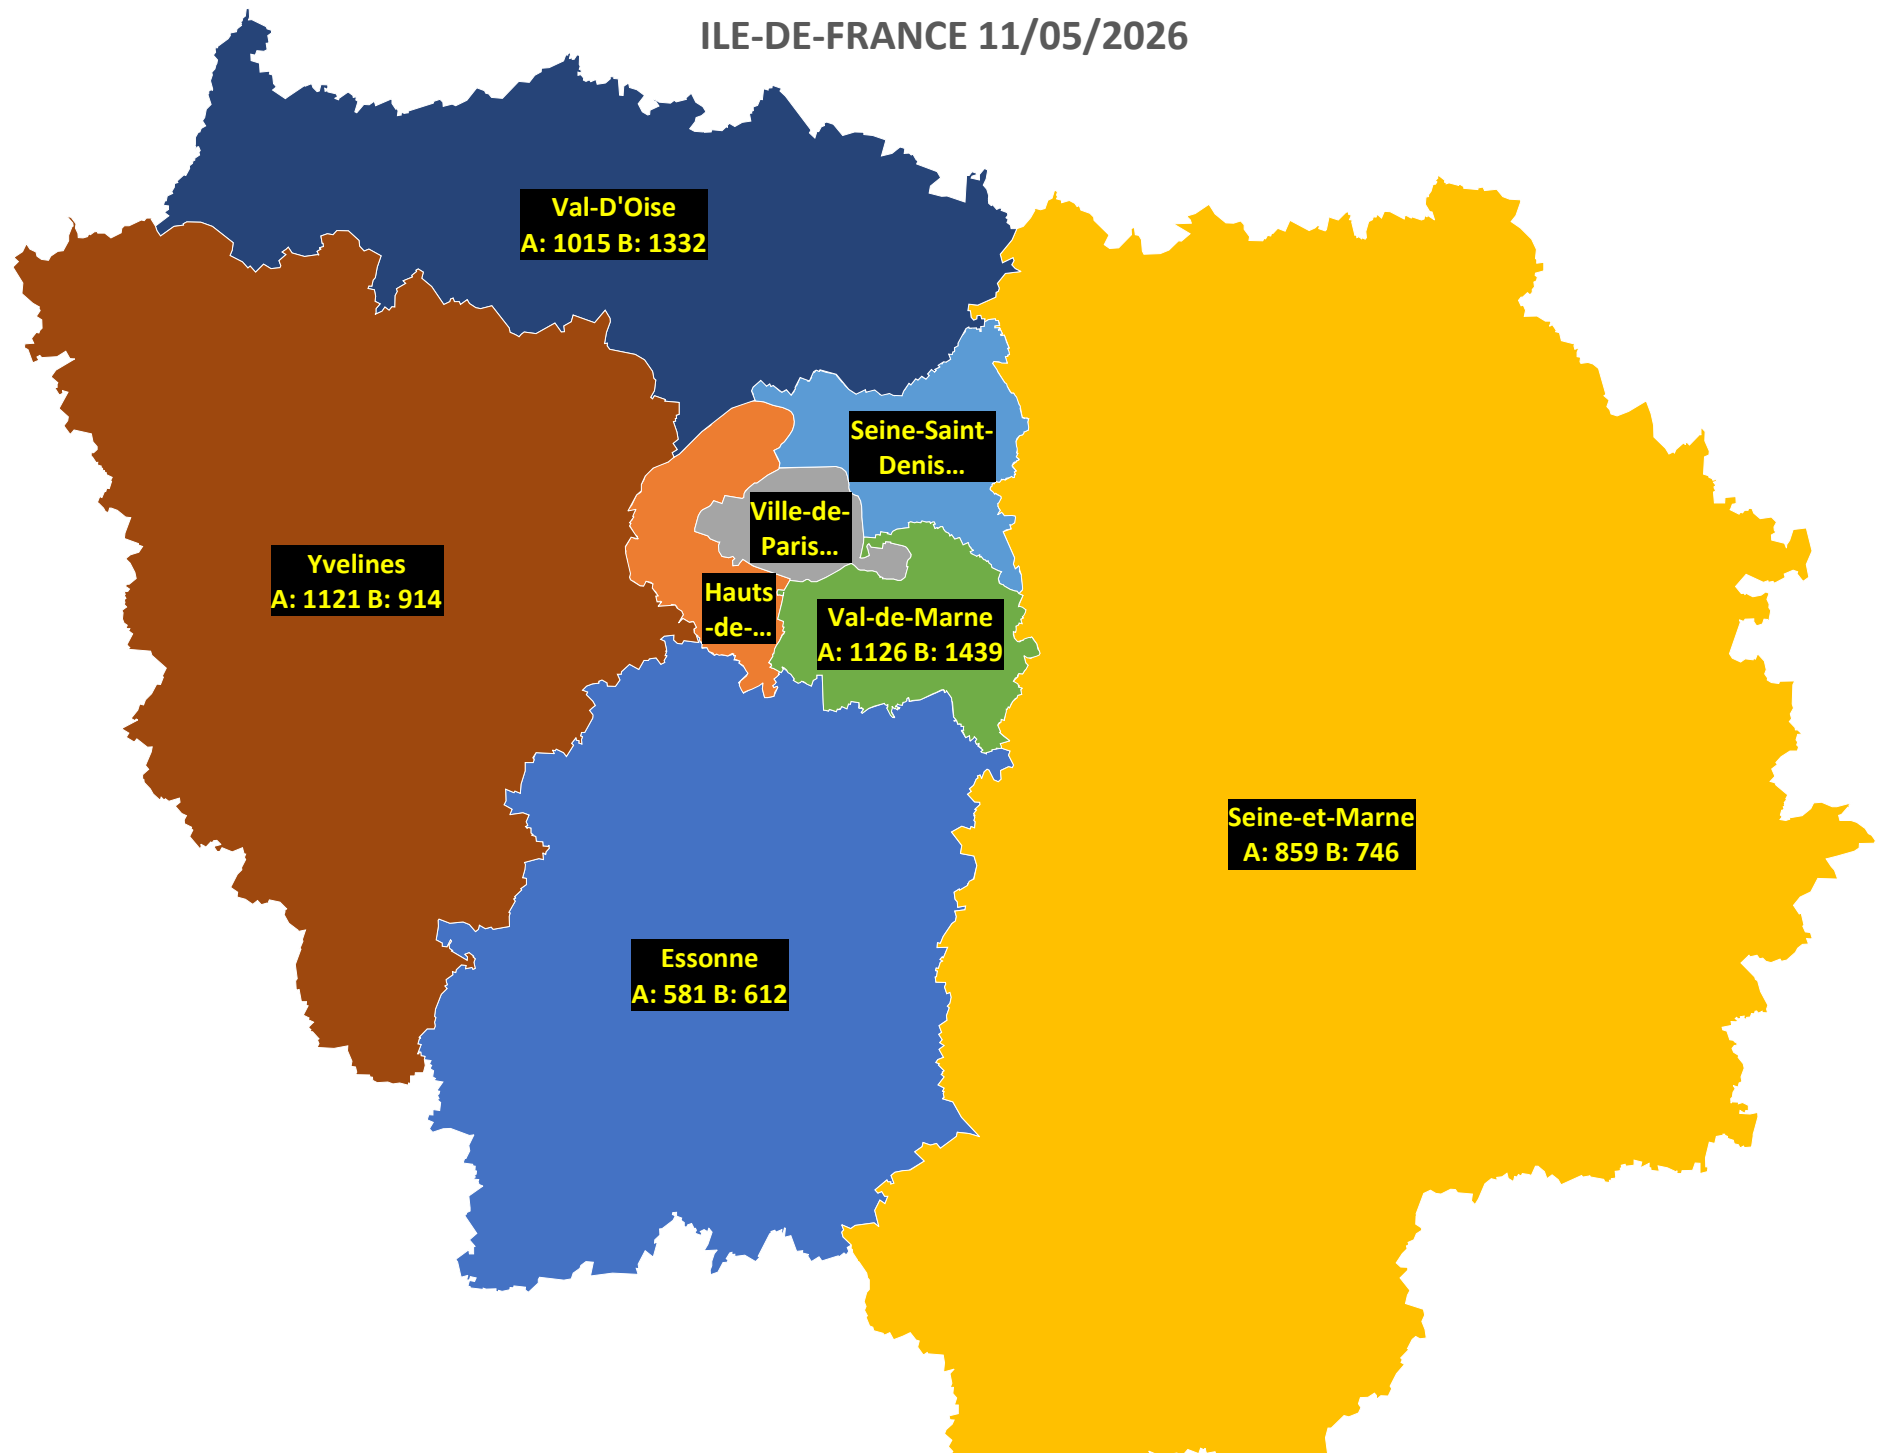 ILE-DE-FRANCE 11/05/2026
Val-D'Oise
A: 1015 B: 1332
Seine-Saint-
Denis...
Ville-de-
Paris...
Yvelines
A: 1121 B: 914
Hauts
-de-...
Val-de-Marne
A: 1126 B: 1439
Seine-et-Marne
A: 859 B: 746
Essonne
A: 581 B: 612